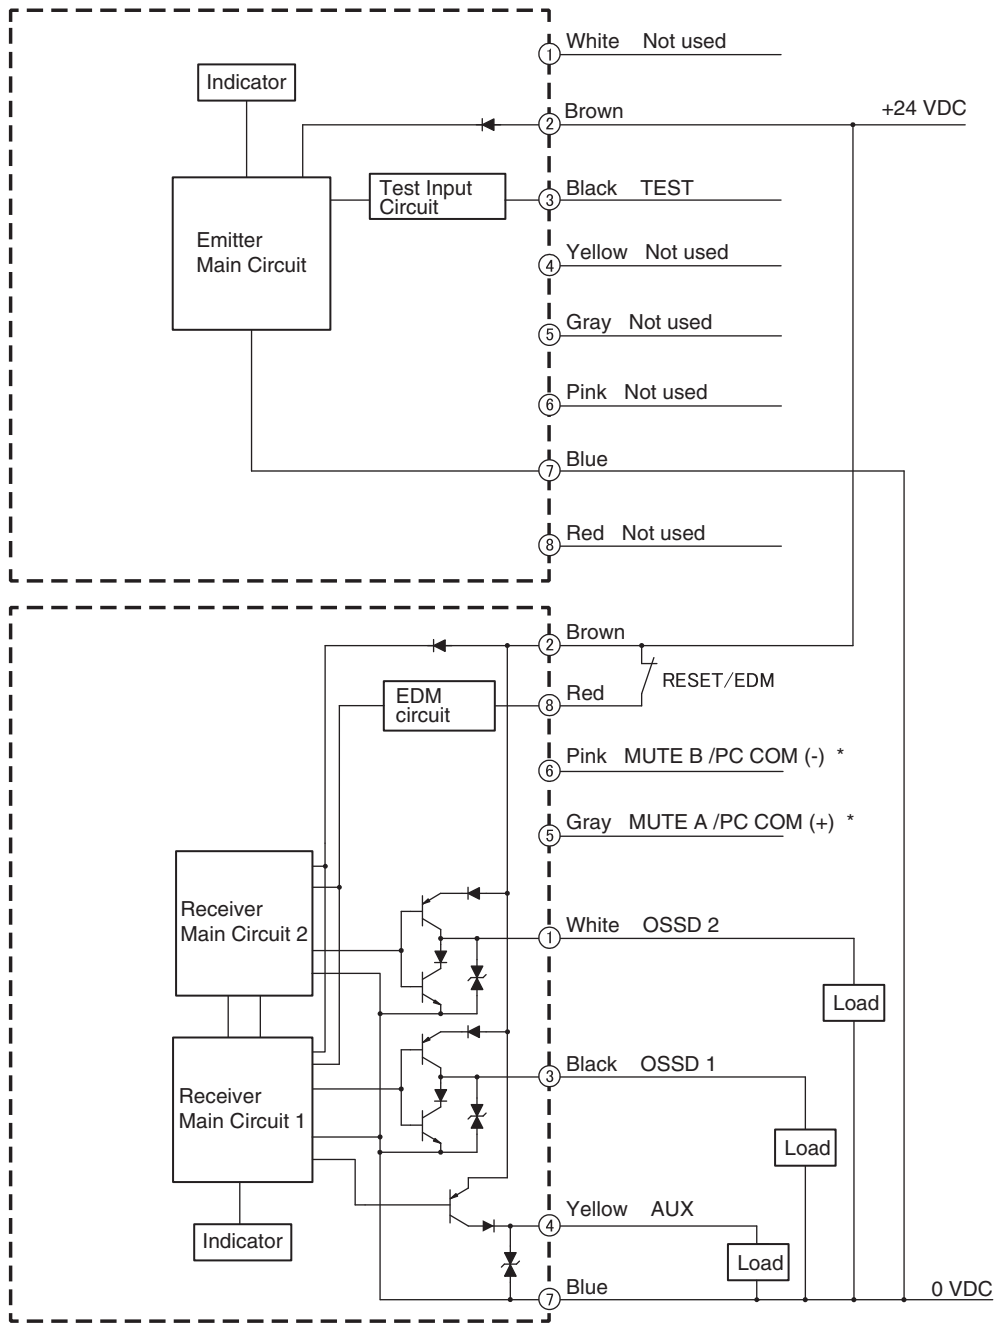 1 White Not used
Indicator
2 Brown +24 VDC
Test Input
Circuit
3 Black TEST
Emitter
Main Circuit
4 Yellow Not used
5 Gray Not used
6 Pink Not used
7 Blue
8 Red Not used
2 Brown
RESET/EDM
EDM
circuit
8 Red
6 Pink MUTE B /PC COM (-) *
5 Gray MUTE A /PC COM (+) *
Receiver
Main Circuit 2
1 White OSSD 2
Load
Receiver
Main Circuit 1
3 Black OSSD 1
Load
4 Yellow AUX
Indicator
Load
7 Blue 0 VDC